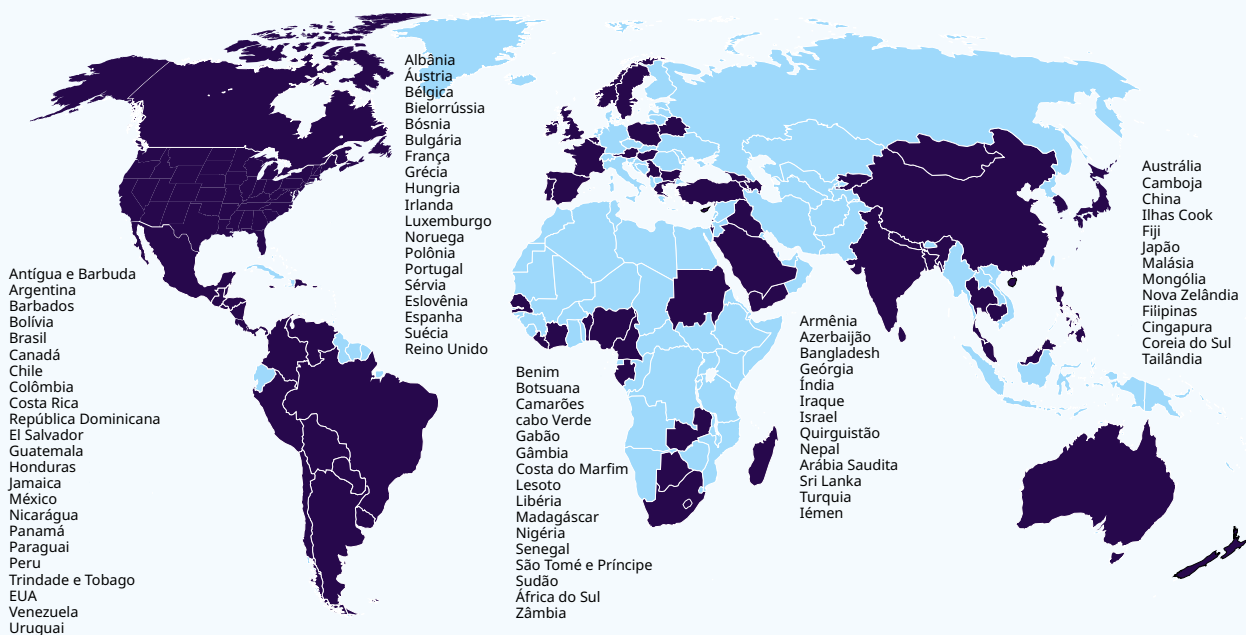 Antígua e Barbuda
Argentina
Barbados
Bolívia
Brasil
Canadá
Chile
Colômbia
Costa Rica
República Dominicana
El Salvador
Guatemala
Honduras
Jamaica
México
Nicarágua
Panamá
Paraguai
Peru
Trindade e Tobago
EUA
Venezuela
Uruguai
Albânia
Áustria
Bélgica
Bielorrússia
Bósnia
Bulgária
França
Grécia
Hungria
Irlanda
Luxemburgo
Noruega
Polônia
Portugal
Sérvia
Eslovênia
Espanha
Suécia
Reino Unido
Benim
Botsuana
Camarões
cabo Verde
Gabão
Gâmbia
Costa do Marfim
Lesoto
Libéria
Madagáscar
Nigéria
Senegal
São Tomé e Príncipe
Sudão
África do Sul
Zâmbia
Armênia
Azerbaijão
Bangladesh
Geórgia
Índia
Iraque
Israel
Quirguistão
Nepal
Arábia Saudita
Sri Lanka
Turquia
Iémen
Austrália
Camboja
China
Ilhas Cook
Fiji
Japão
Malásia
Mongólia
Nova Zelândia
Filipinas
Cingapura
Coreia do Sul
Tailândia